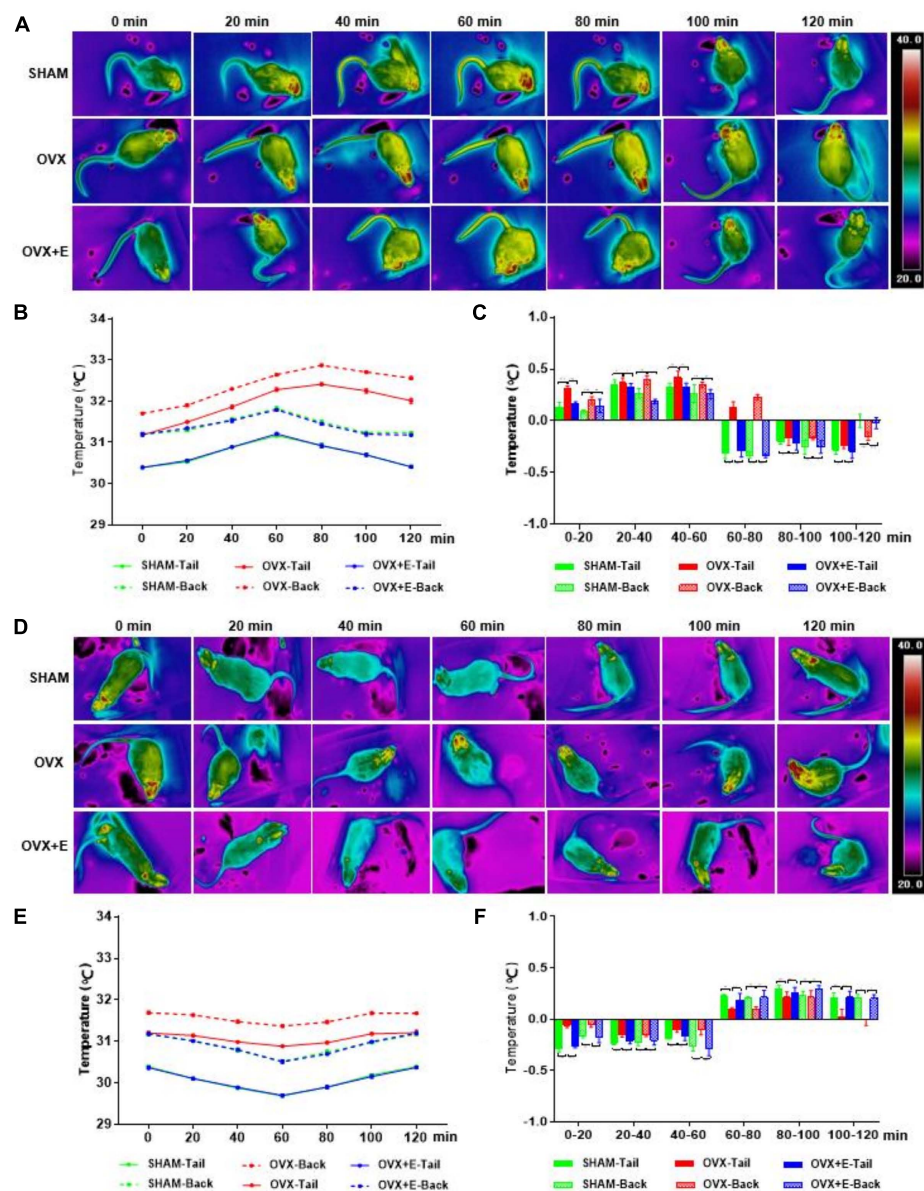 A
0 min 20 min 40 min 60 min 80 min 100 min 120 min
SHAM
OVX
OVX+E
40.0
20.0
B
34
33
32
31
30
29
Temperature (℃)
0 20 40 60 80 100 120 min
SHAM-Tail OVX-Tail OVX+E-Tail
SHAM-Back OVX-Back OVX+E-Back
C
1.0
0.5
0.0
-0.5
-1.0
Temperature (℃)
0-20 20-40 40-60 60-80 80-100 100-120 min
SHAM-Tail OVX-Tail OVX+E-Tail
SHAM-Back OVX-Back OVX+E-Back
D
0 min 20 min 40 min 60 min 80 min 100 min 120 min
SHAM
OVX
OVX+E
40.0
20.0
E
34
33
32
31
30
29
Temperature (℃)
0 20 40 60 80 100 120 min
SHAM-Tail OVX-Back OVX+E-Tail
SHAM-Back OVX-Tail OVX+E-Back
F
1.0
0.5
0.0
-0.5
-1.0
Temperature (℃)
0-20 20-40 40-60 60-80 80-100 100-120 min
SHAM-Tail OVX-Tail OVX+E-Tail
SHAM-Back OVX-Back OVX+E-Back